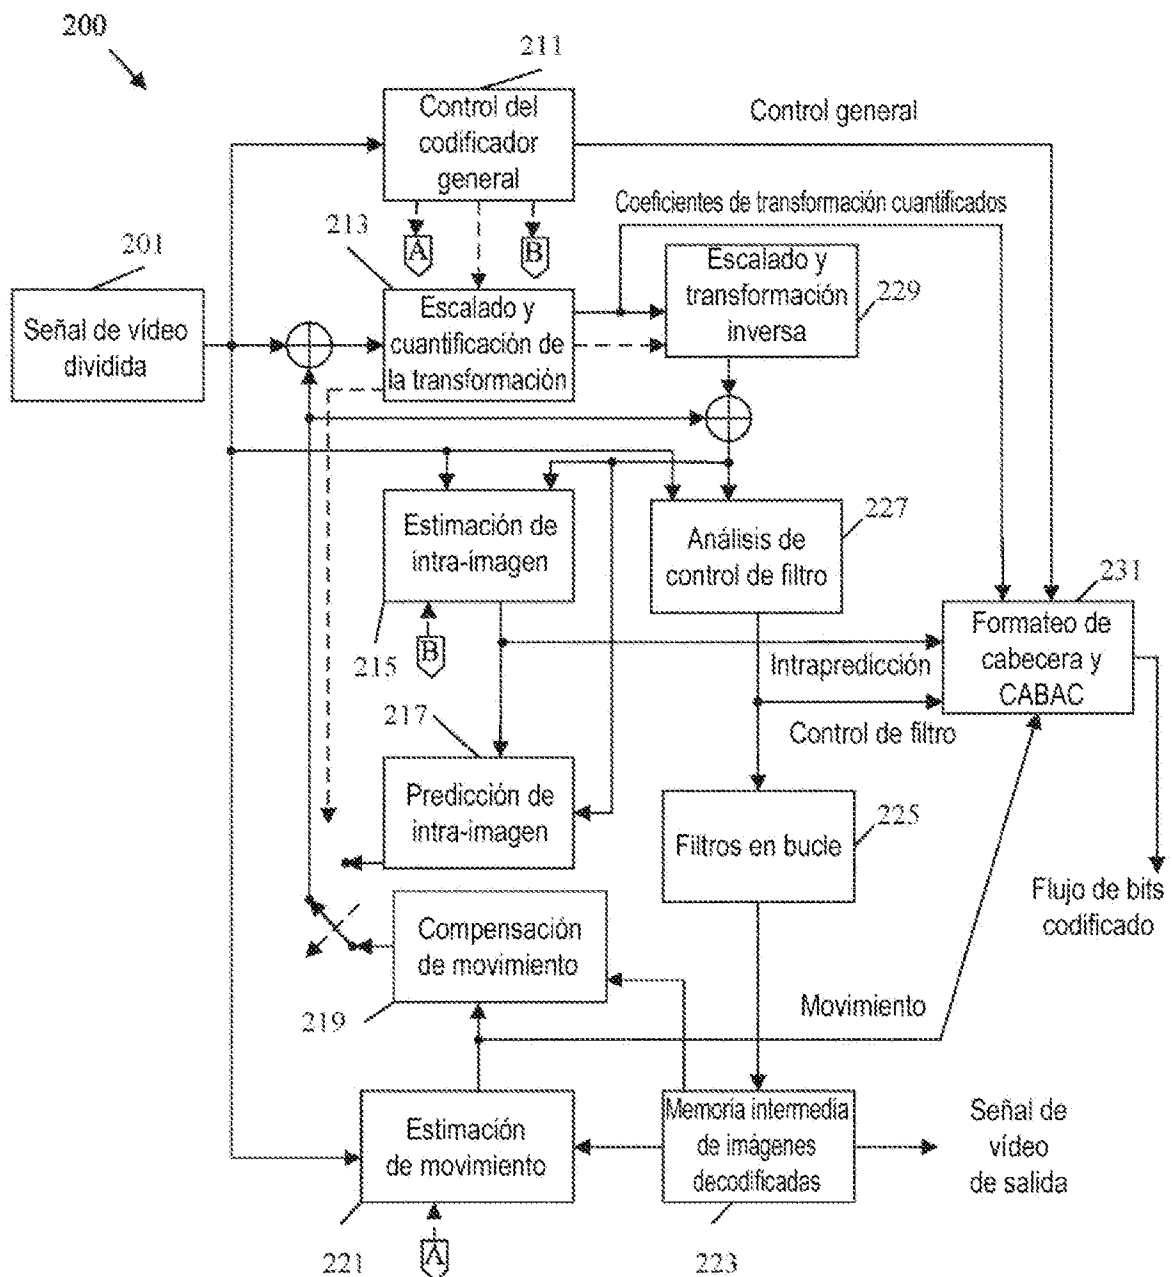 200
211
Control del
codificador
general
Control general
A
B
Coeficientes de transformación cuantificados
213
201
Señal de vídeo
dividida
Escalado y
cuantificación de
la transformación
Escalado y
transformación
inversa
229
Estimación de
intra-imagen
215
B
Análisis de
control de filtro
227
231
Formateo de
cabecera y
CABAC
Intrapredicción
Control de filtro
217
Predicción de
intra-imagen
Filtros en bucle
225
Flujo de bits
codificado
Compensación
de movimiento
219
Movimiento
Estimación
de movimiento
221
A
Memoria intermedia
de imágenes
decodificadas
223
Señal de
vídeo
de salida